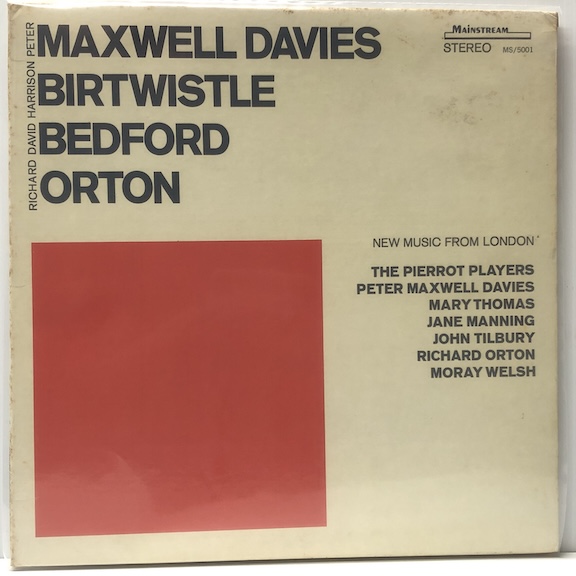 RICHARD DAVID HARRISON PETER
MAXWELL DAVIES
BIRTWISTLE
BEDFORD
ORTON
MAINSTREAM
STEREO MS/5001
NEW MUSIC FROM LONDON
THE PIERROT PLAYERS
PETER MAXWELL DAVIES
MARY THOMAS
JANE MANNING
JOHN TILBURY
RICHARD ORTON
MORAY WELSH